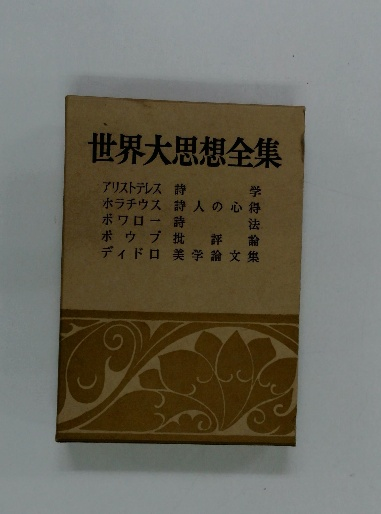 世界大思想全集
アリストテレス 詩学
ホラチウス 詩人の心得
ボワロー 詩法
ポウプ 批評論
ディドロ 美学論文集